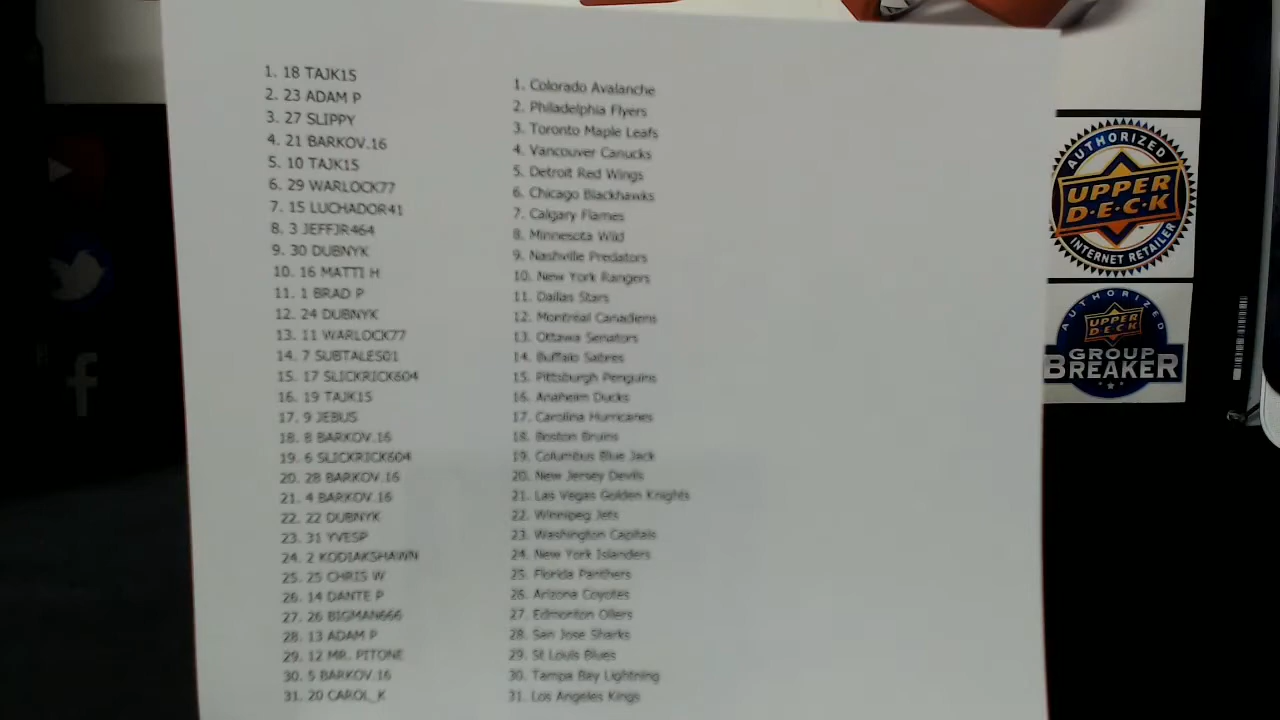 1. 18 TAJK15
2. 23 ADAM P
3. 27 SLIPPY
4. 21 BARKOV.16
5. 10 TAJK15
6. 29 WARLOCK77
7. 15 LUCHADOR41
8. 3 JEFFJR464
9. 30 DUBNYK
10. 16 MATTI H
11. 1 BRAD P
12. 24 DUBNYK
13. 11 WARLOCK77
14. 7 SUBTALES01
15. 17 SLICKRICK604
16. 19 TAJK15
17. 9 JEBUS
18. 8 BARKOV.16
19. 6 SLICKRICK604
20. 28 BARKOV.16
21. 4 BARKOV.16
22. 22 DUBNYK
23. 31 YVESP
24. 2 KODIAKSHAWN
25. 25 CHRIS W
26. 14 DANTE P
27. 26 BIGMAN666
28. 13 ADAM P
29. 12 MR. PITONE
30. 5 BARKOV.16
31. 20 CAROL_K
1. Colorado Avalanche
2. Philadelphia Flyers
3. Toronto Maple Leafs
4. Vancouver Canucks
5. Detroit Red Wings
6. Chicago Blackhawks
7. Calgary Flames
8. Minnesota Wild
9. Nashville Predators
10. New York Rangers
11. Dallas Stars
12. Montreal Canadiens
13. Ottawa Senators
14. Buffalo Sabres
15. Pittsburgh Penguins
16. Anaheim Ducks
17. Carolina Hurricanes
18. Boston Bruins
19. Columbus Blue Jack
20. New Jersey Devils
21. Las Vegas Golden Knights
22. Winnipeg Jets
23. Washington Capitals
24. New York Islanders
25. Florida Panthers
26. Arizona Coyotes
27. Edmonton Oilers
28. San Jose Sharks
29. St Louis Blues
30. Tampa Bay Lightning
31. Los Angeles Kings
AUTHORIZED
UPPER
D·E·C·K
INTERNET RETAILER
AUTHORIZED
UPPER
DECK
GROUP
BREAKER